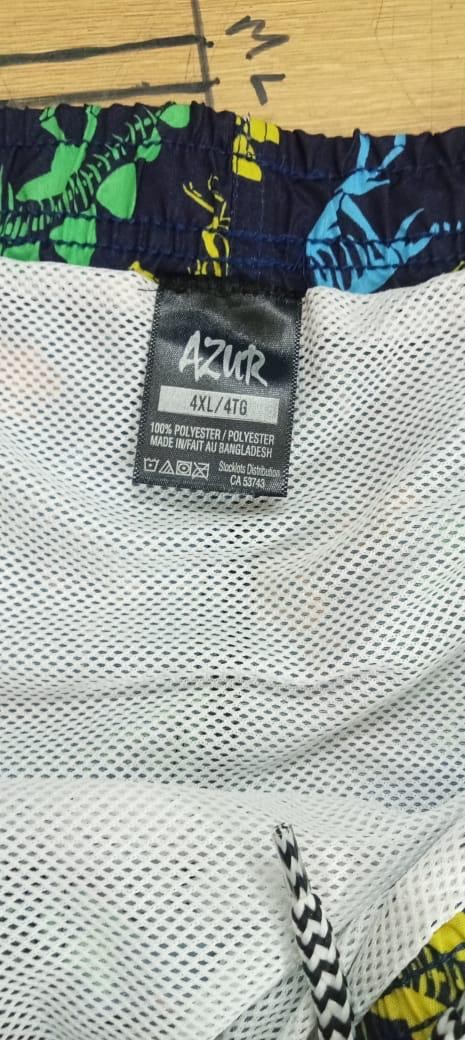 M
L
AZUR
4XL/4TG
100% POLYESTER / POLYESTER
MADE IN/FAIT AU BANGLADESH
Stocklots Distribution
CA 53743